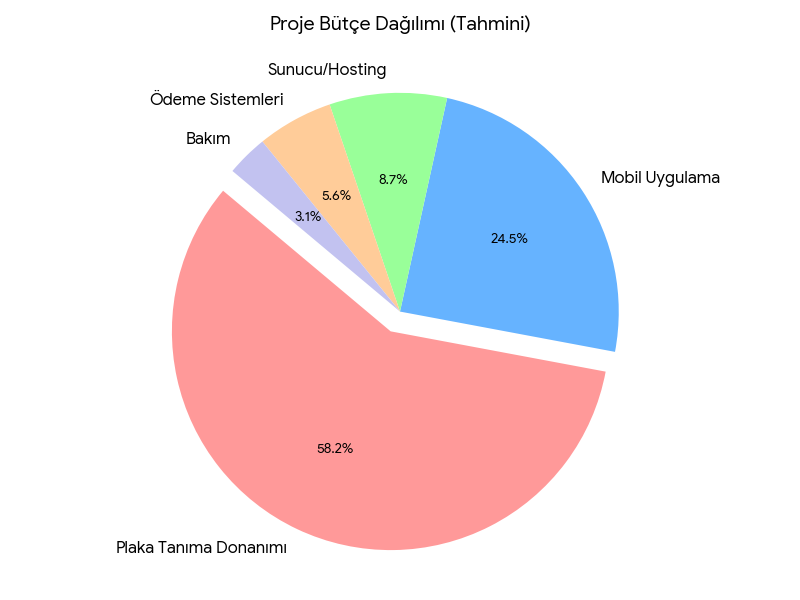 Proje Bütçe Dağılımı (Tahmini)
Sunucu/Hosting
Ödeme Sistemleri
Bakım
Mobil Uygulama
8.7%
5.6%
3.1%
24.5%
58.2%
Plaka Tanıma Donanımı